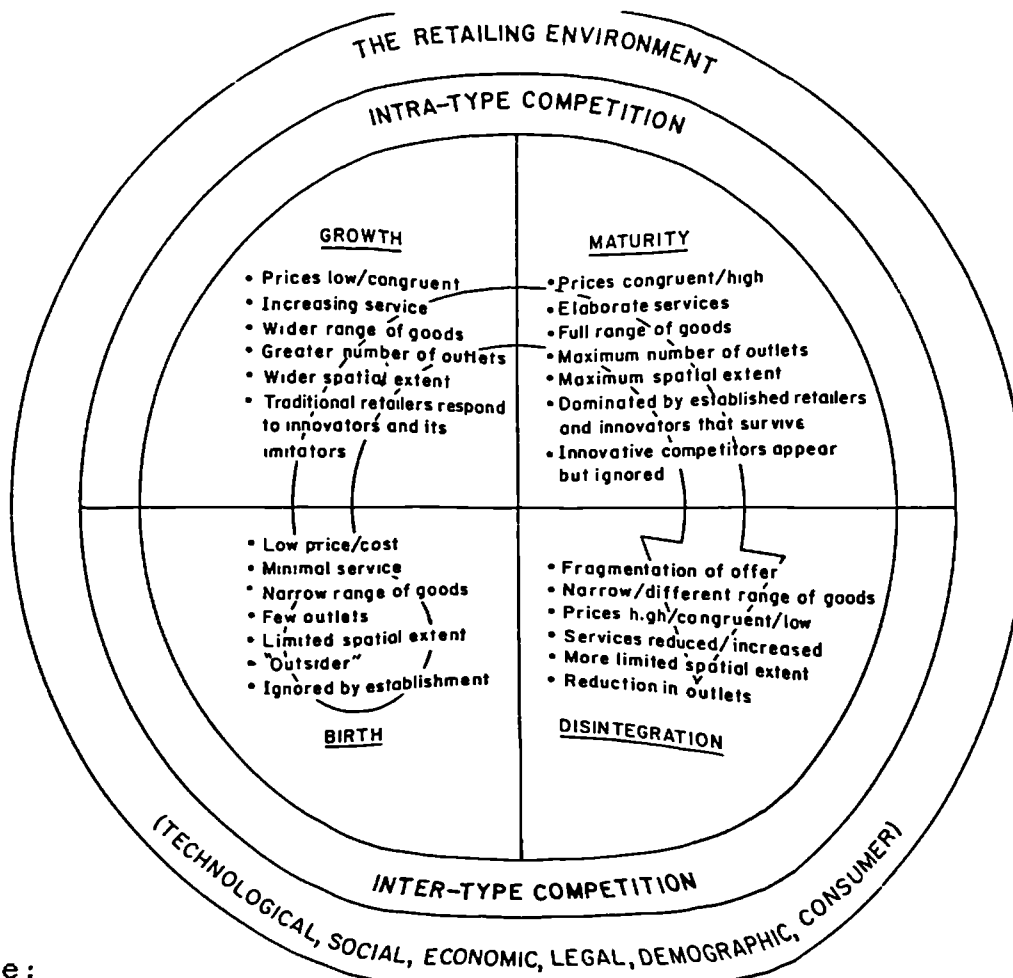 THE RETAILING ENVIRONMENT
INTRA-TYPE COMPETITION
GROWTH
• Prices low/congruent
• Increasing service
• Wider range of goods
• Greater number of outlets
• Wider spatial extent
• Traditional retailers respond
to innovators and its
imitators
MATURITY
• Prices congruent/high
• Elaborate services
• Full range of goods
• Maximum number of outlets
• Maximum spatial extent
• Dominated by established retailers
and innovators that survive
• Innovative competitors appear
but ignored
• Low price/cost
• Minimal service
• Narrow range of goods
• Few outlets
• Limited spatial extent
• "Outsider"
• Ignored by establishment
BIRTH
• Fragmentation of offer
• Narrow/different range of goods
• Prices high/congruent/low
• Services reduced/increased
• More limited spatial extent
• Reduction in outlets
DISINTEGRATION
INTER-TYPE COMPETITION
(TECHNOLOGICAL, SOCIAL, ECONOMIC, LEGAL, DEMOGRAPHIC, CONSUMER)
e: